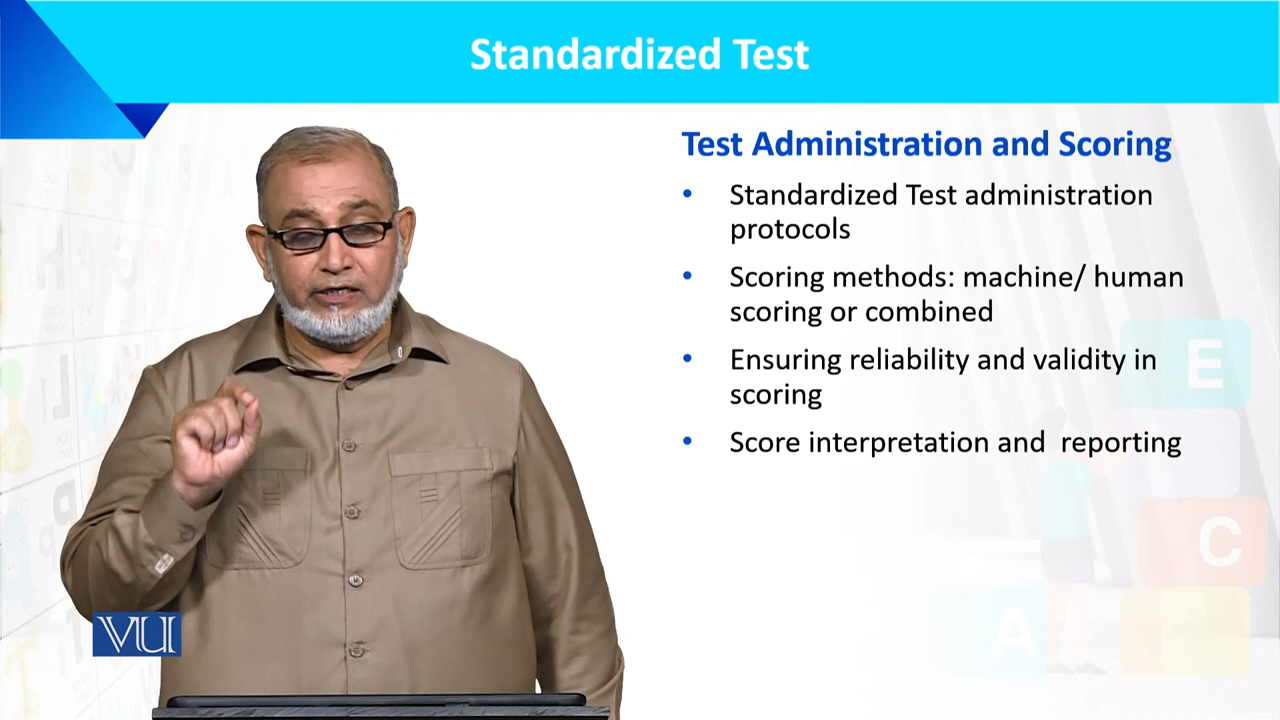 Standardized Test
Test Administration and Scoring
• Standardized Test administration
protocols
• Scoring methods: machine/ human
scoring or combined
• Ensuring reliability and validity in
scoring
• Score interpretation and reporting
E
C
A
VU